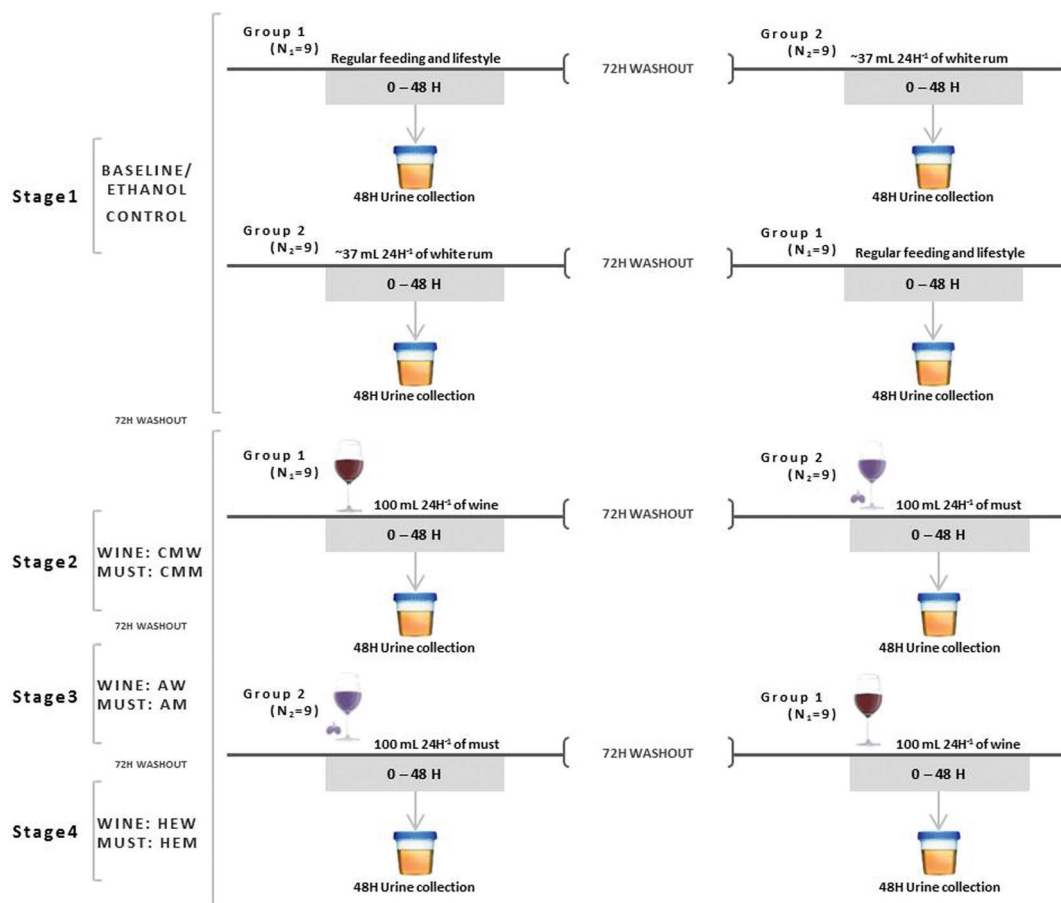 Group 1
(N₁=9)
Regular feeding and lifestyle
72H WASHOUT
Group 2
(N₂=9)
~37 mL 24H⁻¹ of white rum
0 – 48 H
0 – 48 H
48H Urine collection
48H Urine collection
Stage1
BASELINE/
ETHANOL
CONTROL
Group 2
(N₂=9)
~37 mL 24H⁻¹ of white rum
72H WASHOUT
Group 1
(N₁=9)
Regular feeding and lifestyle
0 – 48 H
0 – 48 H
48H Urine collection
48H Urine collection
72H WASHOUT
Group 1
(N₁=9)
100 mL 24H⁻¹ of wine
72H WASHOUT
Group 2
(N₂=9)
100 mL 24H⁻¹ of must
0 – 48 H
0 – 48 H
48H Urine collection
48H Urine collection
Stage2
WINE: CMW
MUST: CMM
72H WASHOUT
Stage3
WINE: AW
MUST: AM
Group 2
(N₂=9)
100 mL 24H⁻¹ of must
72H WASHOUT
Group 1
(N₁=9)
100 mL 24H⁻¹ of wine
0 – 48 H
0 – 48 H
72H WASHOUT
Stage4
WINE: HEW
MUST: HEM
48H Urine collection
48H Urine collection